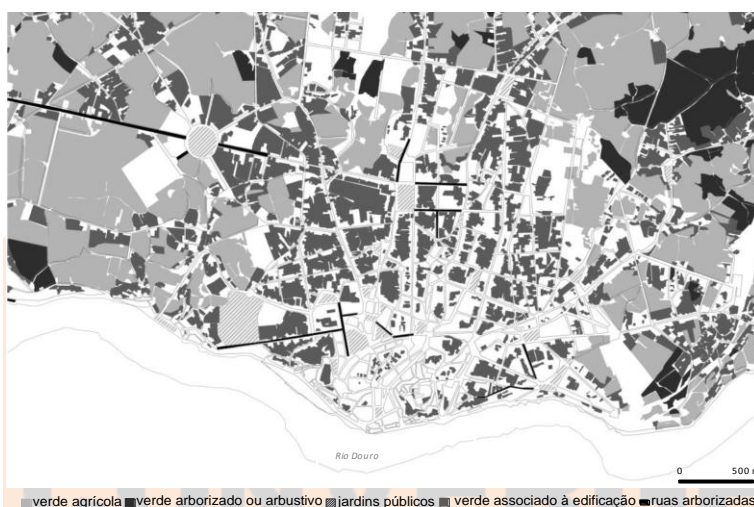 Rio Douro
0 500 m
verde agrícola verde arborizado ou arbustivo jardins públicos verde associado à edificação ruas arborizadas